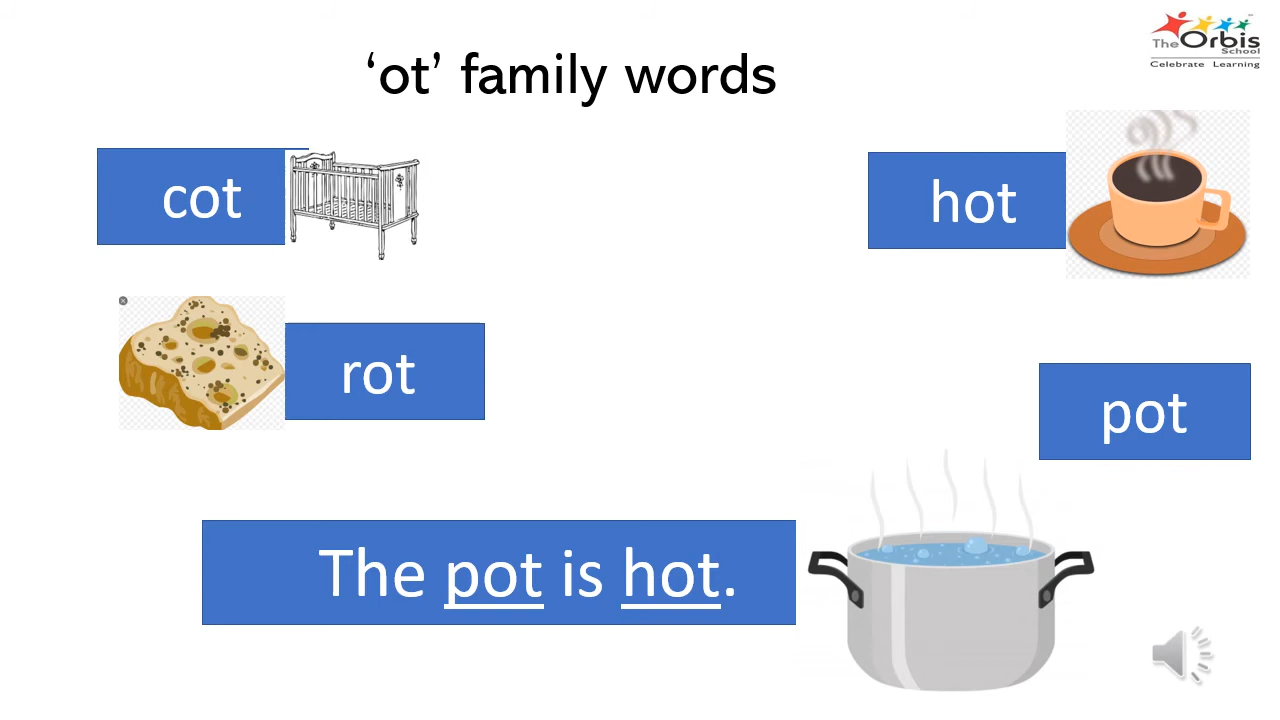 ‘ot’ family words
The Orbis
School
Celebrate Learning
cot
hot
rot
pot
The pot is hot.